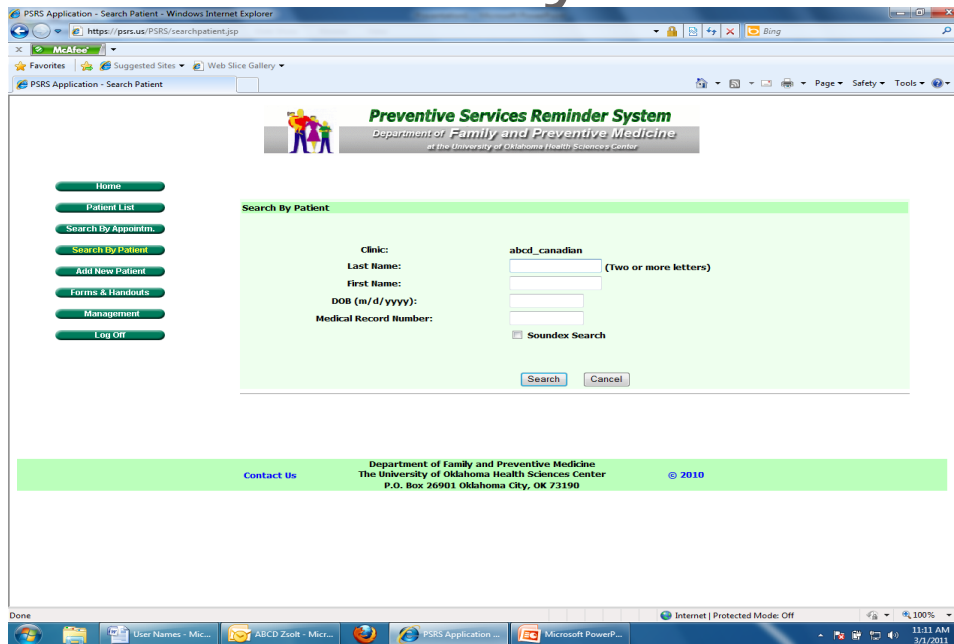 PSRS Application - Search Patient - Windows Internet Explorer
https://psrs.us/PSRS/searchpatient.jsp
Bing
x McAfee
Favorites Suggested Sites Web Slice Gallery
PSRS Application - Search Patient
Page Safety Tools
Preventive Services Reminder System
Department of Family and Preventive Medicine
at the University of Oklahoma Health Sciences Center
Home
Patient List
Search By Appointm.
Search By Patient
Add New Patient
Forms & Handouts
Management
Log Off
Search By Patient
Clinic: abcd_canadian
Last Name: (Two or more letters)
First Name:
DOB (m/d/yyyy):
Medical Record Number:
Soundex Search
Search Cancel
Department of Family and Preventive Medicine
Contact Us The University of Oklahoma Health Sciences Center © 2010
P.O. Box 26901 Oklahoma City, OK 73190
Done Internet | Protected Mode: Off 100%
User Names - Mic... ABCD Zsolt - Micr... PSRS Application ... Microsoft PowerP... 11:11 AM
3/1/2011